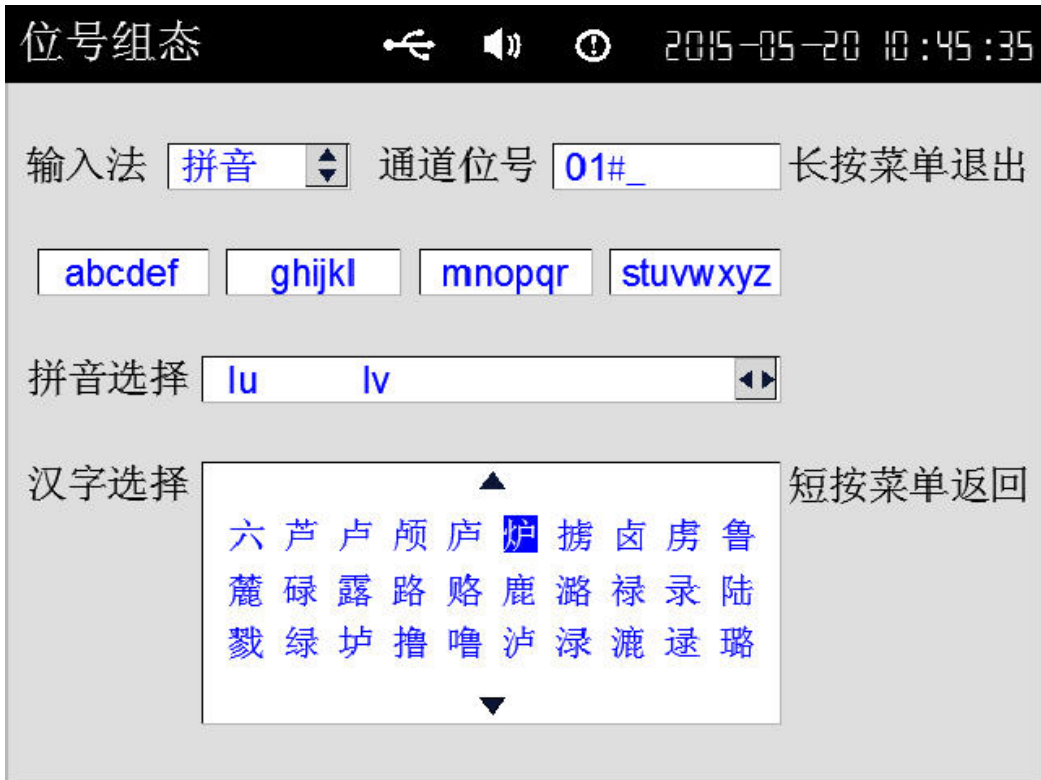 位号组态 2015-05-20 10:45:35
输入法 拼音 通道位号 01#_ 长按菜单退出
abcdef ghijkl mnopqr stuvwxyz
拼音选择 lu lv
汉字选择 短按菜单返回
六 芦 卢 颅 庐 炉 掳 卤 虏 鲁
麓 碌 露 路 赂 鹿 潞 禄 录 陆
戮 绿 垆 撸 噜 泸 渌 漉 逯 璐